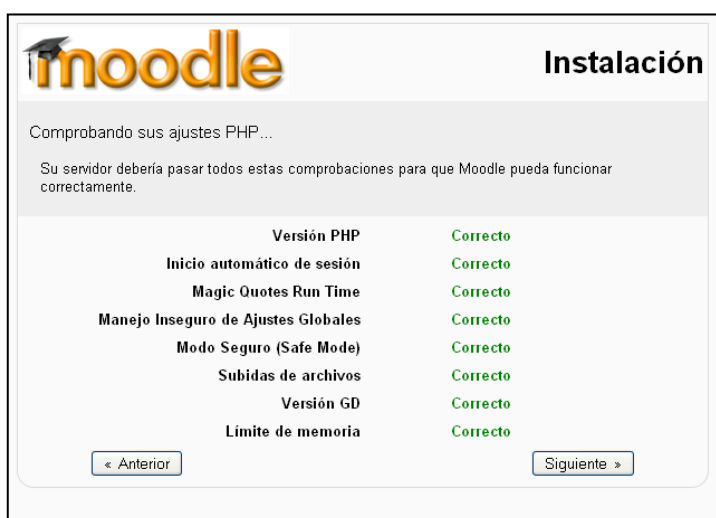 moodle
Instalación
Comprobando sus ajustes PHP...
Su servidor debería pasar todos estas comprobaciones para que Moodle pueda funcionar
correctamente.
Versión PHP Correcto
Inicio automático de sesión Correcto
Magic Quotes Run Time Correcto
Manejo Inseguro de Ajustes Globales Correcto
Modo Seguro (Safe Mode) Correcto
Subidas de archivos Correcto
Versión GD Correcto
Límite de memoria Correcto
« Anterior Siguiente »